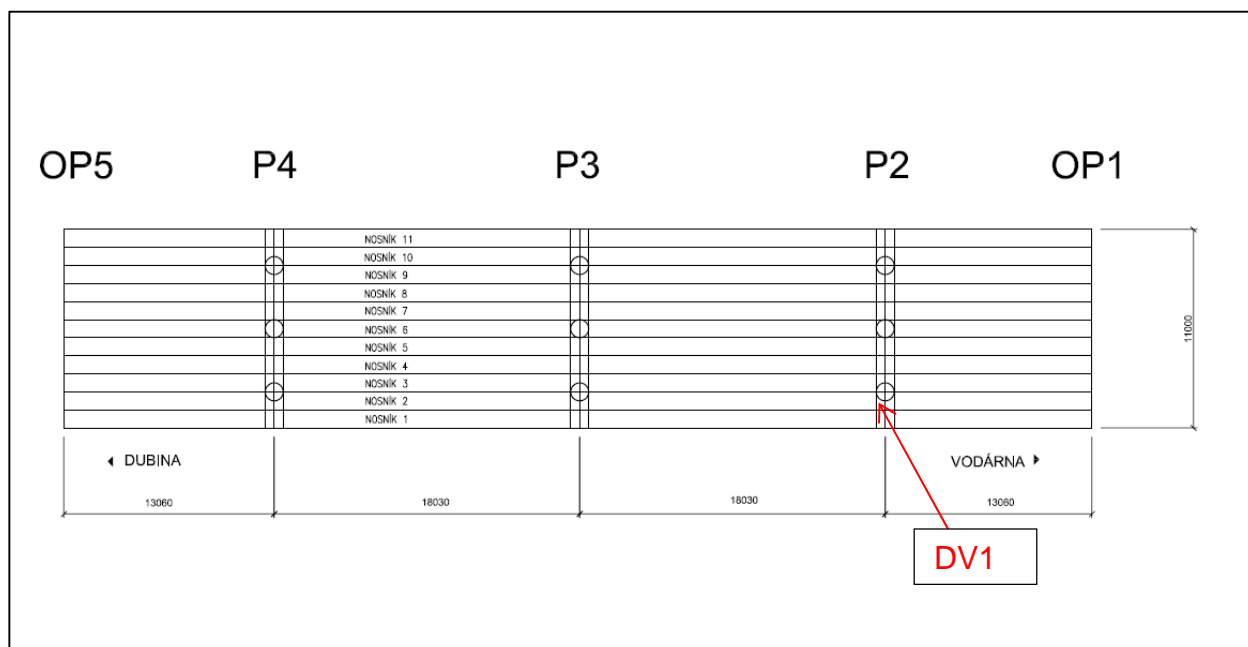 OP5 P4 P3 P2 OP1
NOSNÍK 11
NOSNÍK 10
NOSNÍK 9
NOSNÍK 8
NOSNÍK 7
NOSNÍK 6
NOSNÍK 5
NOSNÍK 4
NOSNÍK 3
NOSNÍK 2
NOSNÍK 1
11000
DUBINA VODÁRNA
13060 18030 18030 13060
DV1